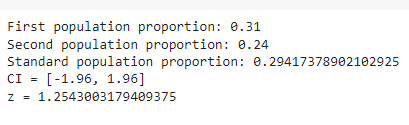 First population proportion: 0.31
Second population proportion: 0.24
Standard population proportion: 0.29417378902102925
CI = [-1.96, 1.96]
z = 1.2543003179409375